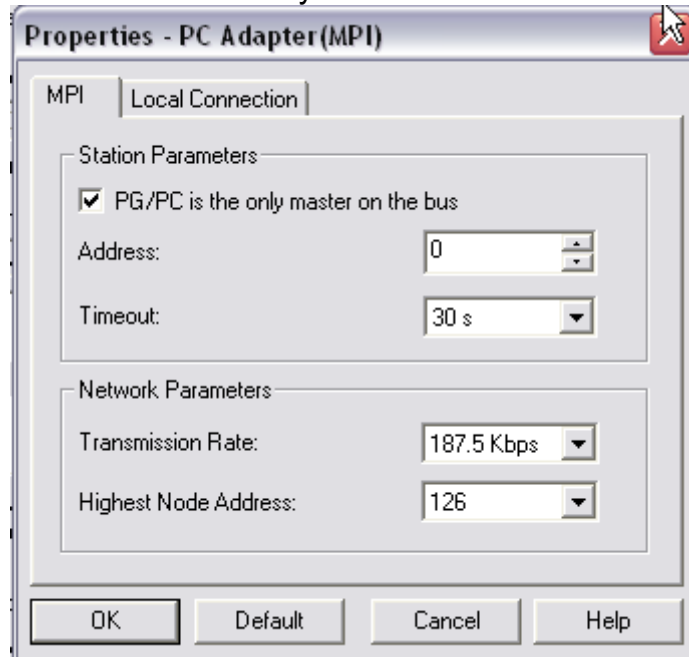 Properties - PC Adapter(MPI)
MPI Local Connection
Station Parameters
PG/PC is the only master on the bus
Address: 0
Timeout: 30 s
Network Parameters
Transmission Rate: 187.5 Kbps
Highest Node Address: 126
OK Default Cancel Help